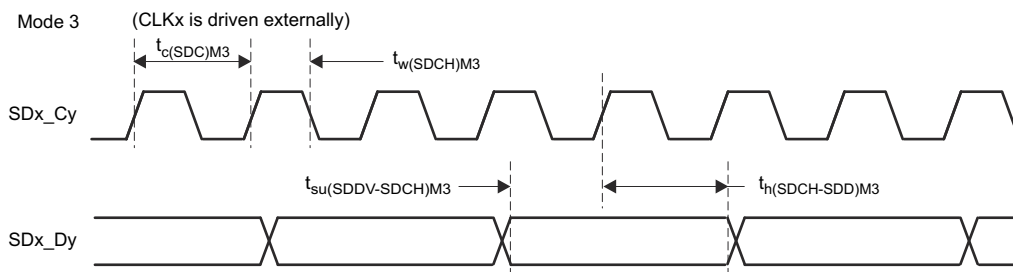 Mode 3 (CLKx is driven externally)
tc(SDC)M3
tw(SDCH)M3
SDx_Cy
tsu(SDDV-SDCH)M3
th(SDCH-SDD)M3
SDx_Dy